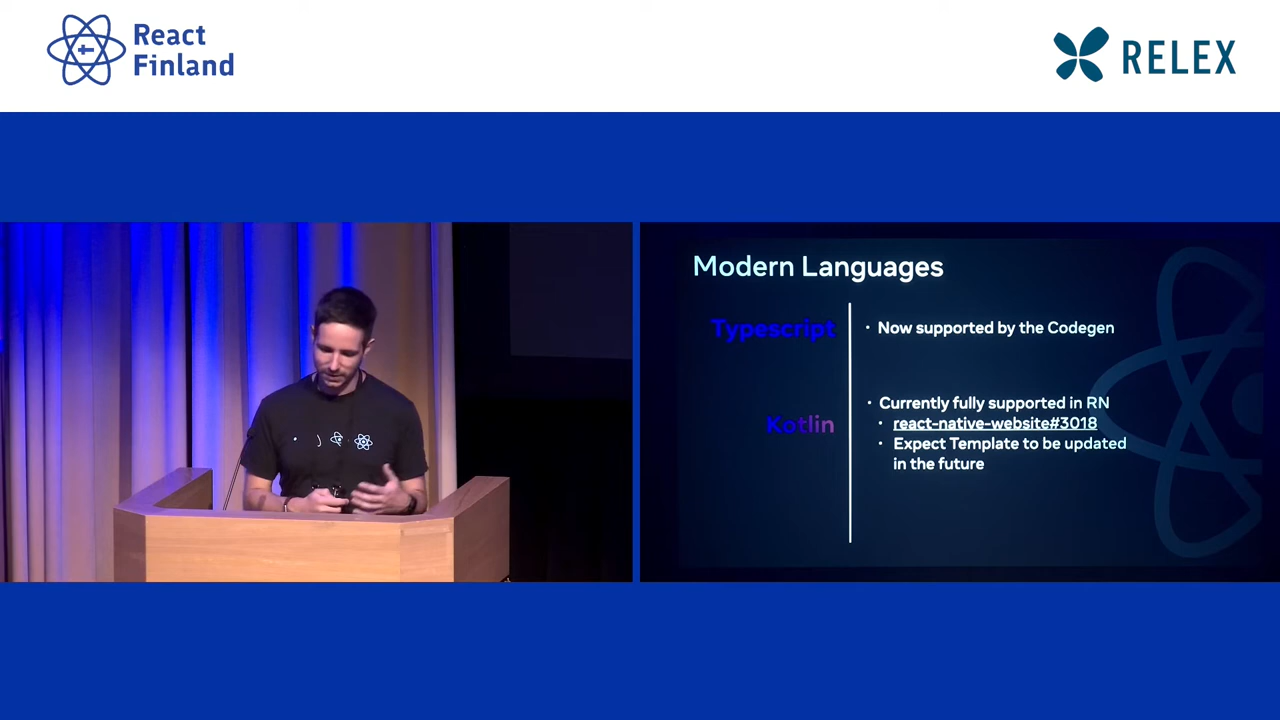 React
Finland
RELEX
Modern Languages
Typescript
• Now supported by the Codegen
Kotlin
• Currently fully supported in RN
• react-native-website#3018
• Expect Template to be updated
in the future